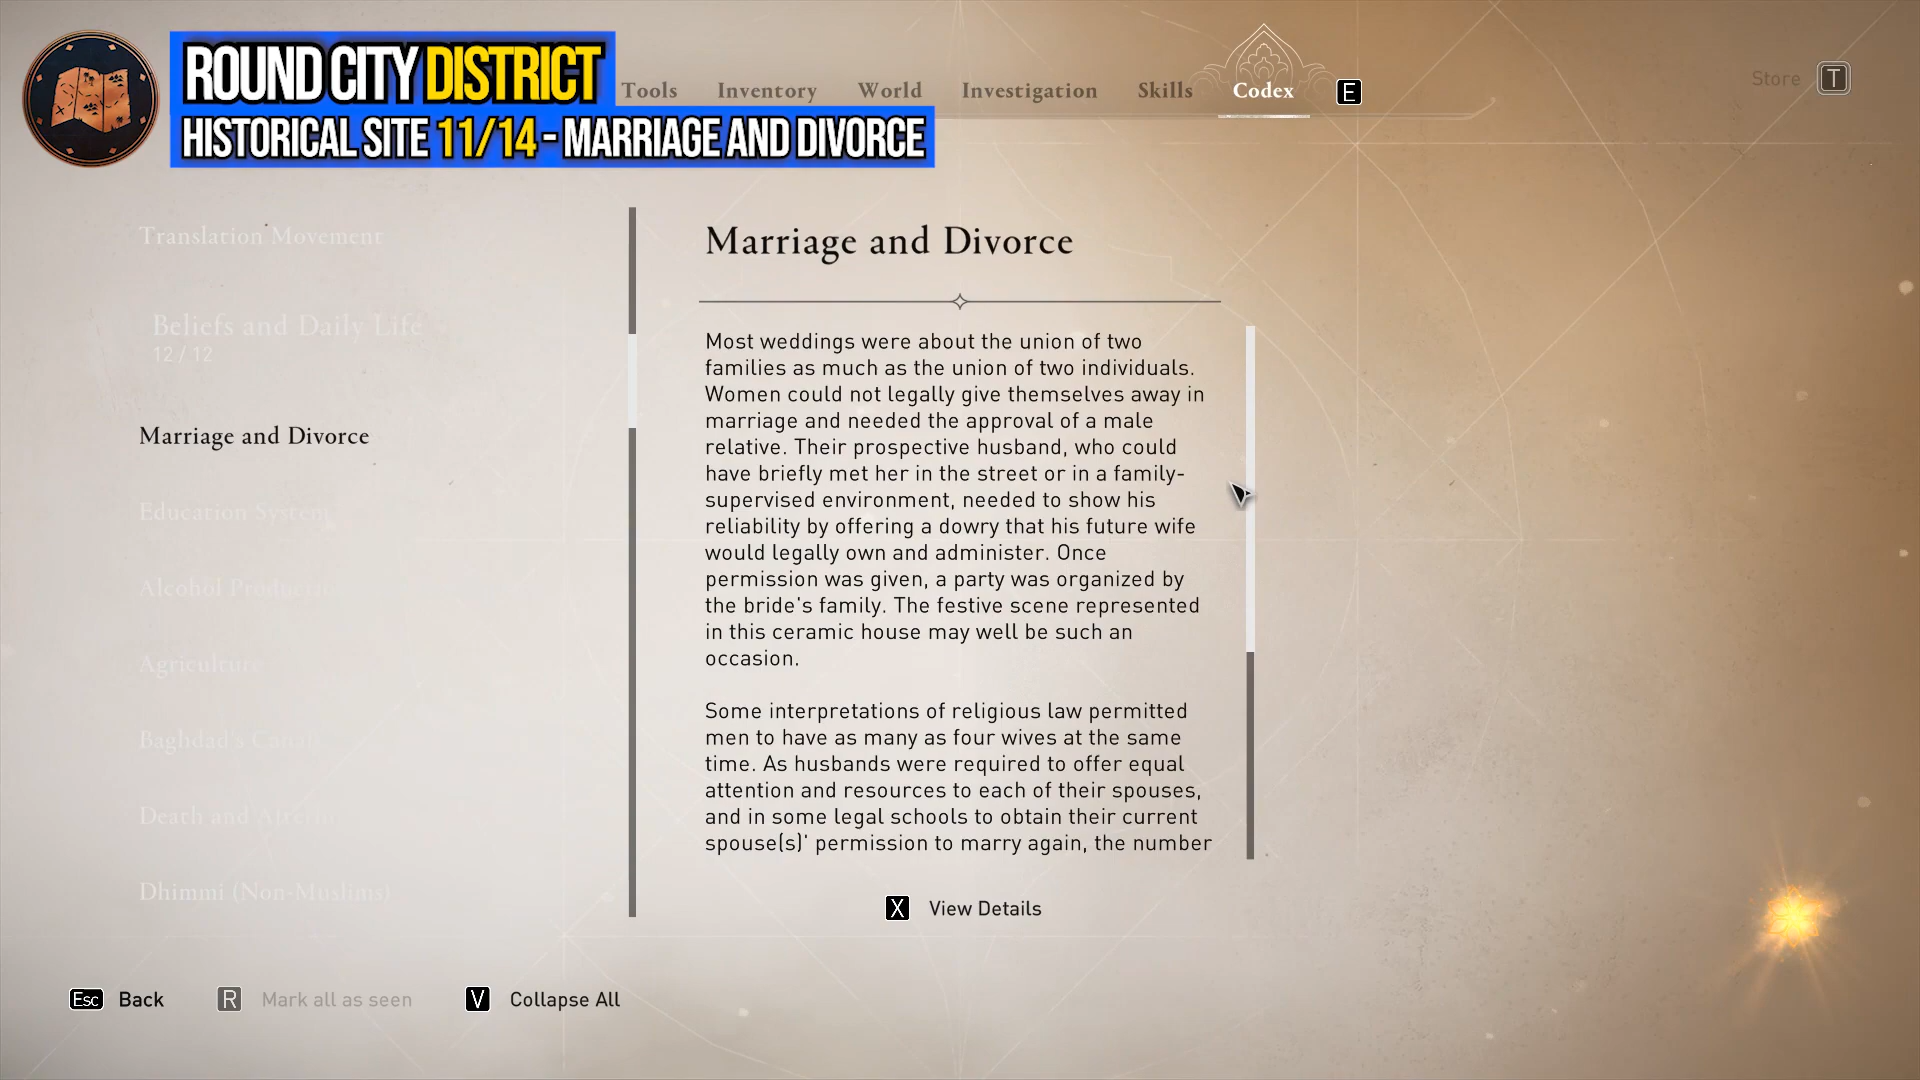 ROUND CITY DISTRICT
HISTORICAL SITE 11/14 - MARRIAGE AND DIVORCE
Tools
Inventory
World
Investigation
Skills
Codex
E
Store
T
Translation Movement
Beliefs and Daily Life
12 / 12
Marriage and Divorce
Education System
Alcohol
Agriculture
Baghdad's
Death and
Dhimmi (Non-Muslims)
Marriage and Divorce
Most weddings were about the union of two
families as much as the union of two individuals.
Women could not legally give themselves away in
marriage and needed the approval of a male
relative. Their prospective husband, who could
have briefly met her in the street or in a family-
supervised environment, needed to show his
reliability by offering a dowry that his future wife
would legally own and administer. Once
permission was given, a party was organized by
the bride's family. The festive scene represented
in this ceramic house may well be such an
occasion.
Some interpretations of religious law permitted
men to have as many as four wives at the same
time. As husbands were required to offer equal
attention and resources to each of their spouses,
and in some legal schools to obtain their current
spouse(s)' permission to marry again, the number
X View Details
Esc Back
R Mark all as seen
V Collapse All